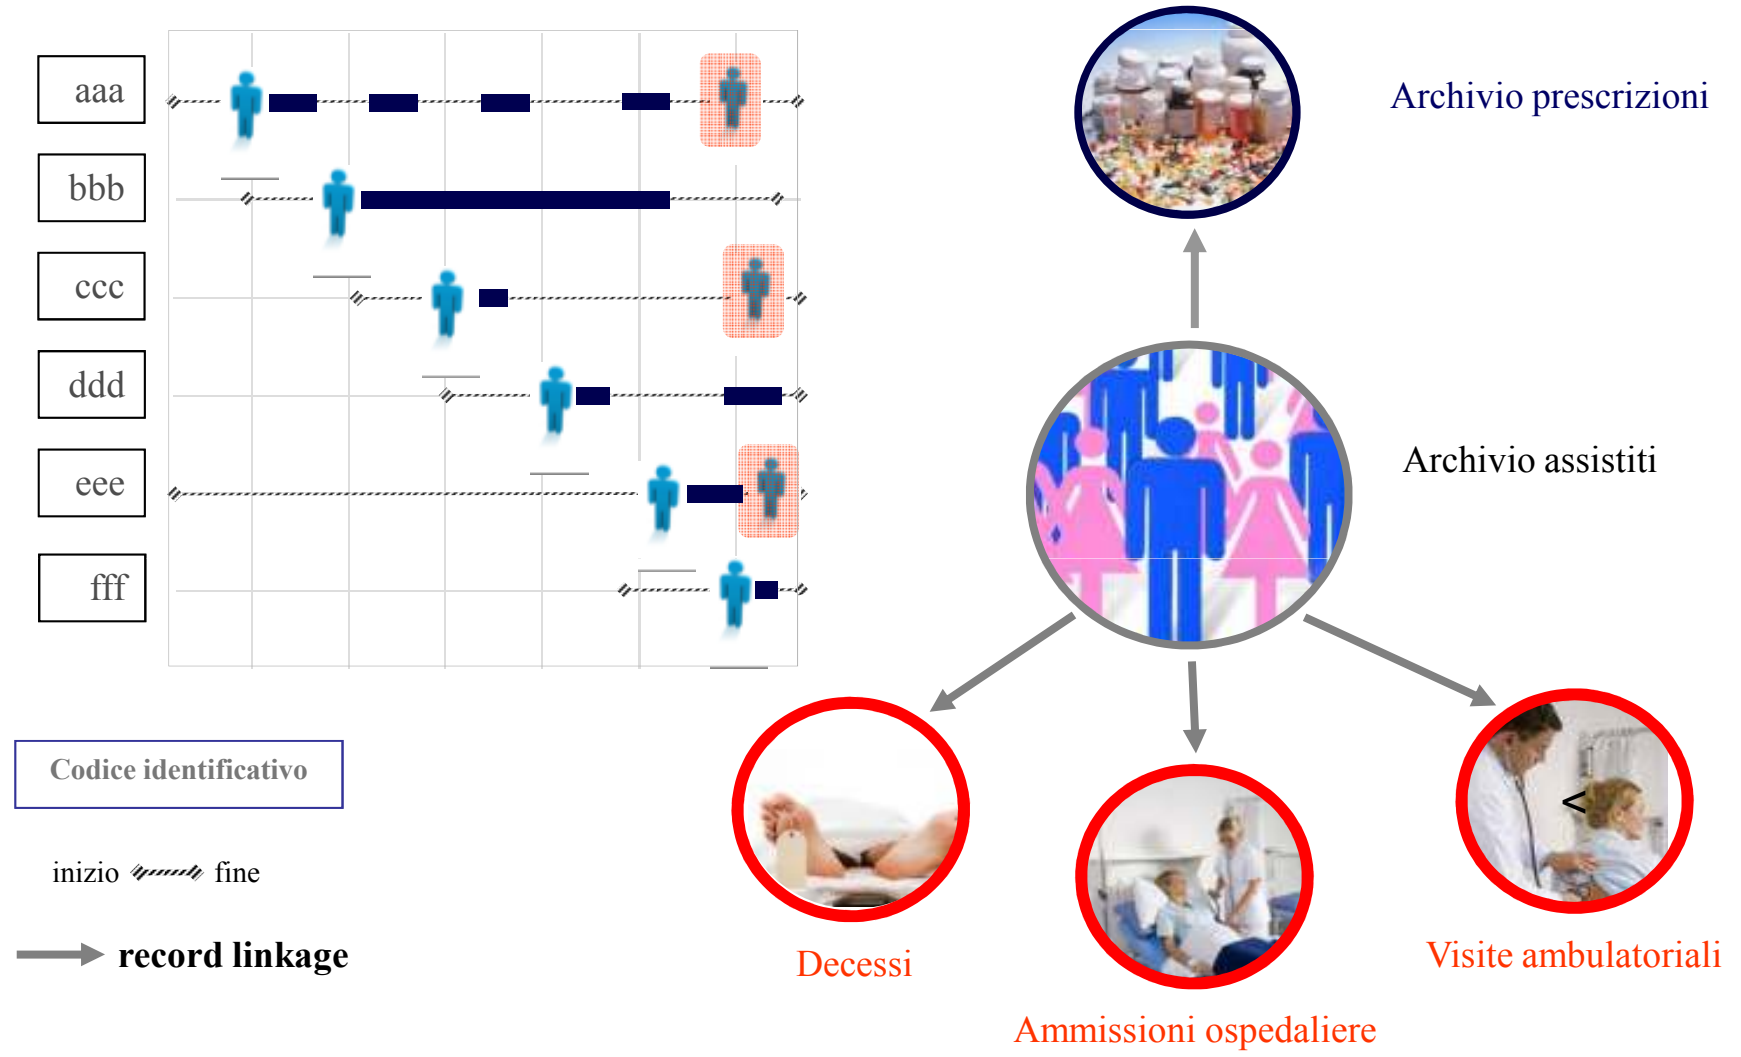 aaa
bbb
ccc
ddd
eee
fff
Codice identificativo
inizio fine
record linkage
Archivio prescrizioni
Archivio assistiti
<
Decessi
Ammissioni ospedaliere
Visite ambulatoriali